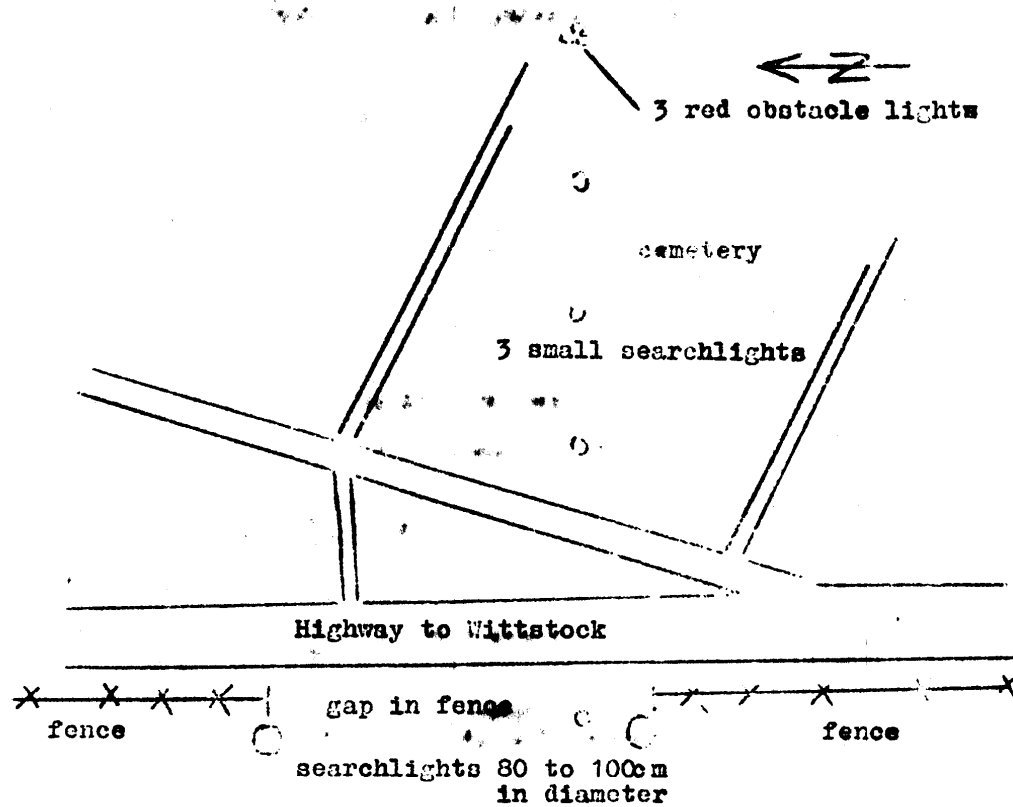 N
3 red obstacle lights
cemetery
3 small searchlights
Highway to Wittstock
gap in fence
fence
fence
searchlights 80 to 100cm
in diameter